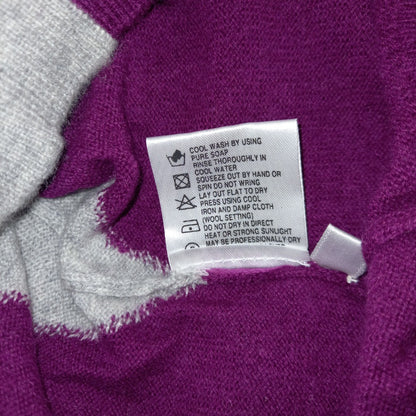 COOL WASH BY USING
PURE SOAP
RINSE THOROUGHLY IN
COOL WATER
SQUEEZE OUT BY HAND OR
SPIN DO NOT WRING
LAY OUT FLAT TO DRY
PRESS USING COOL
IRON AND DAMP CLOTH
(WOOL SETTING)
DO NOT DRY IN DIRECT
HEAT OR STRONG SUNLIGHT
MAY BE PROFESSIONALLY DRY